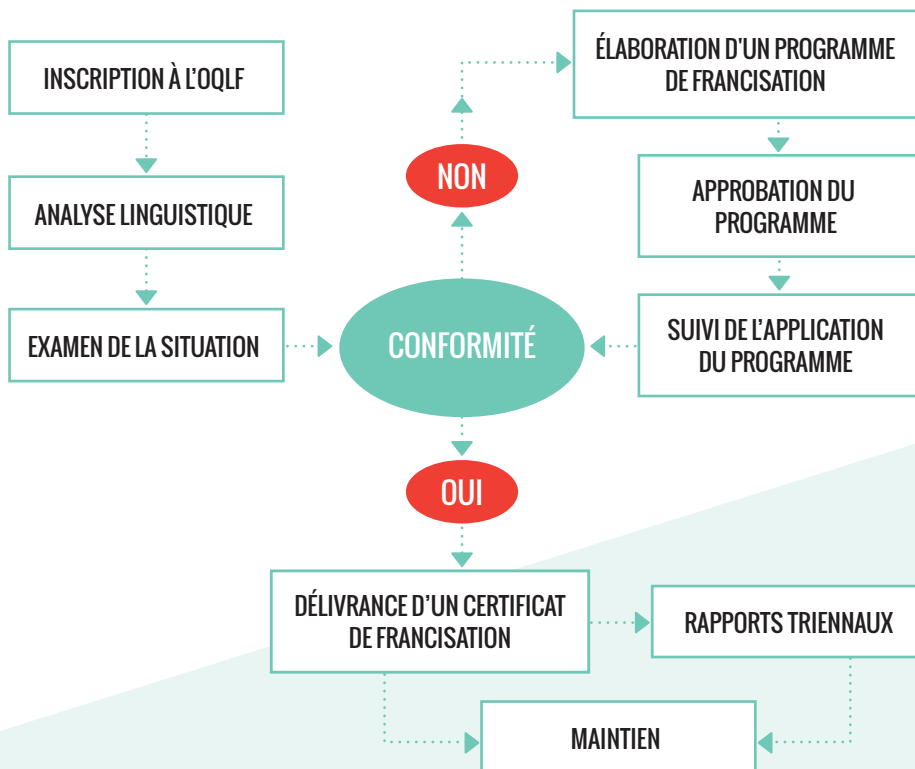 INSCRIPTION À L'OQLF
ANALYSE LINGUISTIQUE
EXAMEN DE LA SITUATION
CONFORMITÉ
NON
ÉLABORATION D'UN PROGRAMME
DE FRANCISATION
APPROBATION DU
PROGRAMME
SUIVI DE L'APPLICATION
DU PROGRAMME
OUI
DÉLIVRANCE D'UN CERTIFICAT
DE FRANCISATION
RAPPORTS TRIENNAUX
MAINTIEN